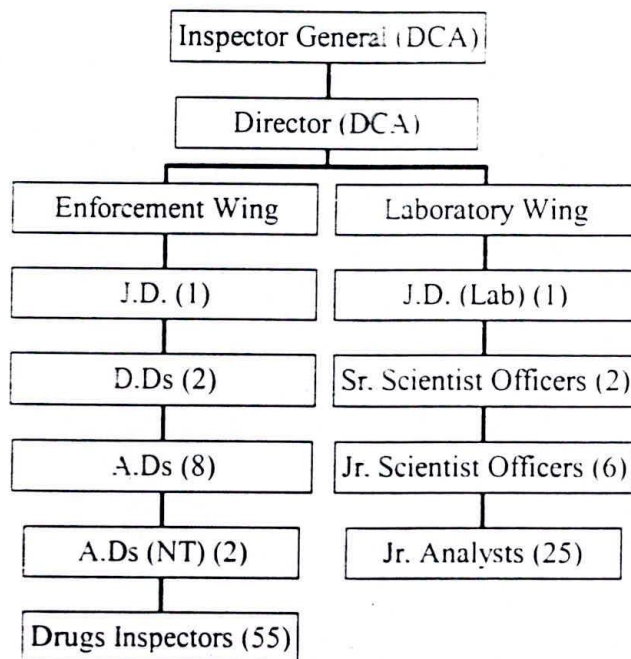 Inspector General (DCA)
Director (DCA)
Enforcement Wing
J.D. (1)
D.Ds (2)
A.Ds (8)
A.Ds (NT) (2)
Drugs Inspectors (55)
Laboratory Wing
J.D. (Lab) (1)
Sr. Scientist Officers (2)
Jr. Scientist Officers (6)
Jr. Analysts (25)